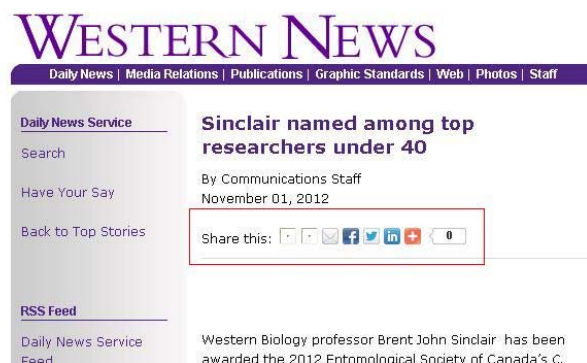 WESTERN NEWS
Daily News | Media Relations | Publications | Graphic Standards | Web | Photos | Staff
Daily News Service
Search
Have Your Say
Back to Top Stories
RSS Feed
Daily News Service
Feed
Sinclair named among top
researchers under 40
By Communications Staff
November 01, 2012
Share this: f in + 0
Western Biology professor Brent John Sinclair has been
awarded the 2012 Entomological Society of Canada's C.